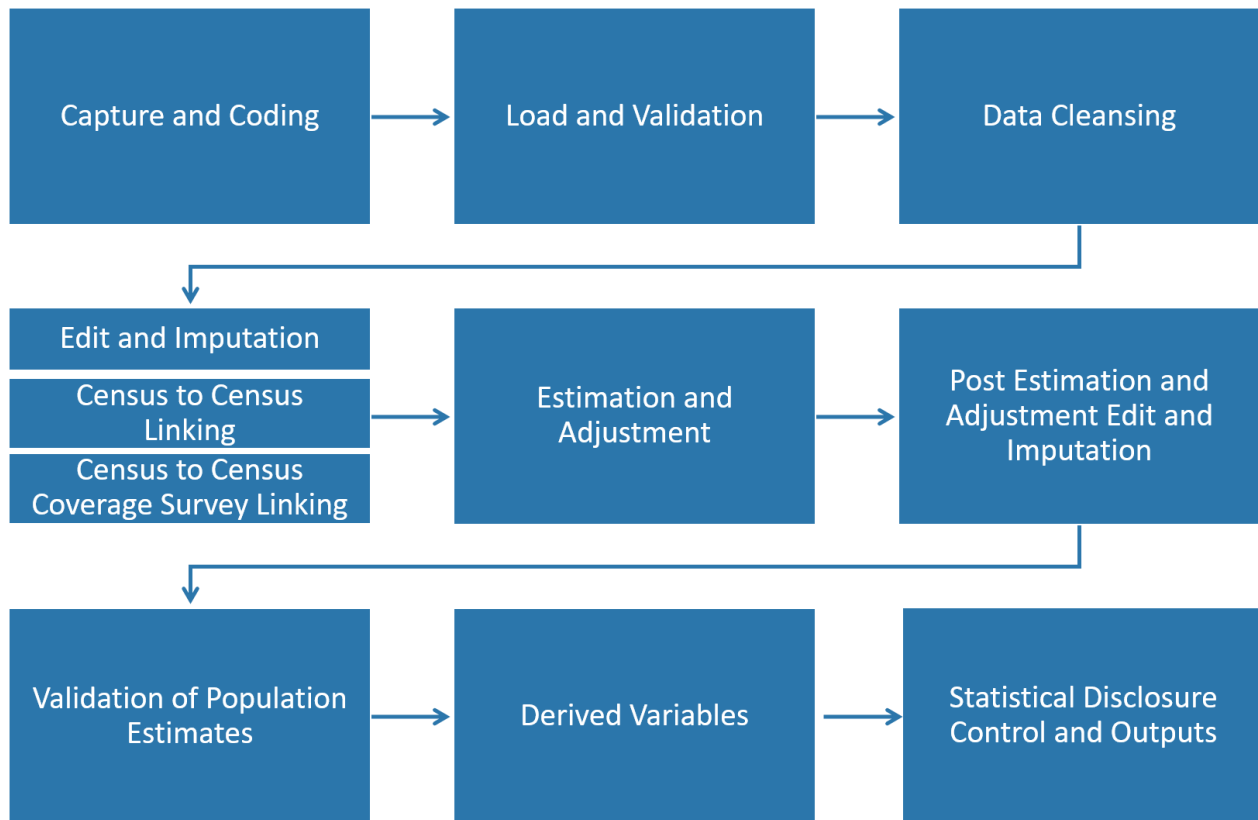 Capture and Coding
Load and Validation
Data Cleansing
Edit and Imputation
Census to Census
Linking
Census to Census
Coverage Survey Linking
Estimation and
Adjustment
Post Estimation and
Adjustment Edit and
Imputation
Validation of Population
Estimates
Derived Variables
Statistical Disclosure
Control and Outputs